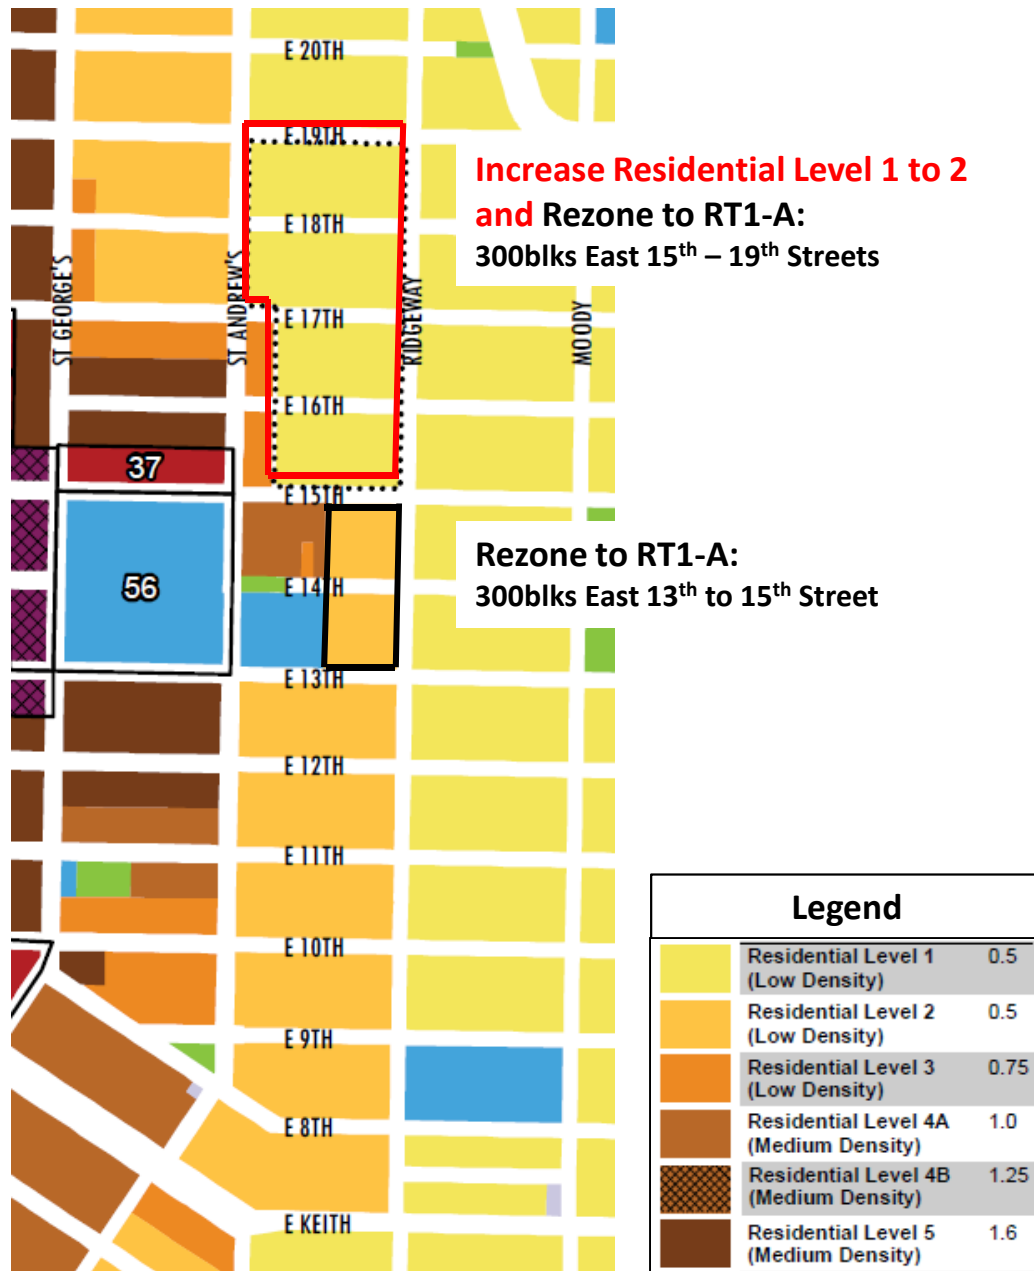 E 20TH
E 19TH
Increase Residential Level 1 to 2
and Rezone to RT1-A:
300blks East 15th – 19th Streets
E 18TH
ST GEORGE'S
ST ANDREW'S
RIDGEWAY
MOODY
E 17TH
E 16TH
37
E 15TH
Rezone to RT1-A:
300blks East 13th to 15th Street
56
E 14TH
E 13TH
E 12TH
E 11TH
E 10TH
E 9TH
E 8TH
E KEITH
Legend
Residential Level 1 0.5
(Low Density)
Residential Level 2 0.5
(Low Density)
Residential Level 3 0.75
(Low Density)
Residential Level 4A 1.0
(Medium Density)
Residential Level 4B 1.25
(Medium Density)
Residential Level 5 1.6
(Medium Density)